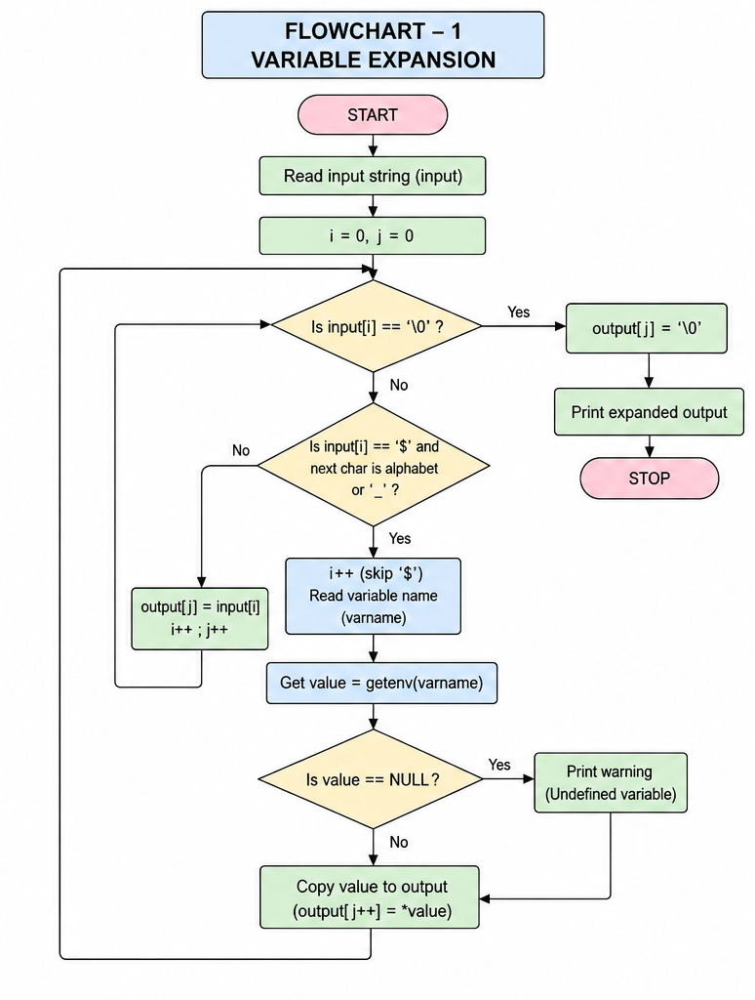 FLOWCHART – 1
VARIABLE EXPANSION
START
Read input string (input)
i = 0, j = 0
Is input[i] == ‘\0’ ?
Yes
output[j] = ‘\0’
No
Print expanded output
Is input[i] == ‘$’ and
next char is alphabet
or ‘_’ ?
No
STOP
Yes
i++ (skip ‘$’)
Read variable name
(varname)
output[j] = input[i]
i++ ; j++
Get value = getenv(varname)
Is value == NULL?
Yes
Print warning
(Undefined variable)
No
Copy value to output
(output[j++] = *value)